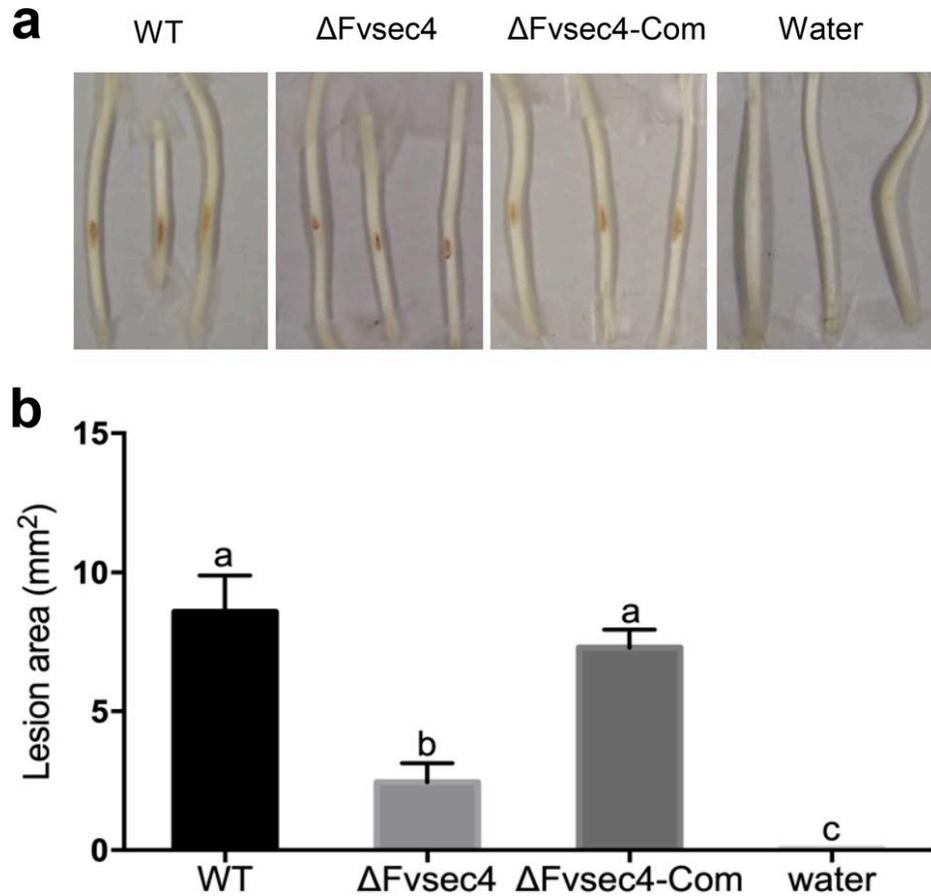 a
WT ΔFvsec4 ΔFvsec4-Com Water
b
Lesion area (mm²)
15
10
5
0
a
b
a
c
WT ΔFvsec4 ΔFvsec4-Com water